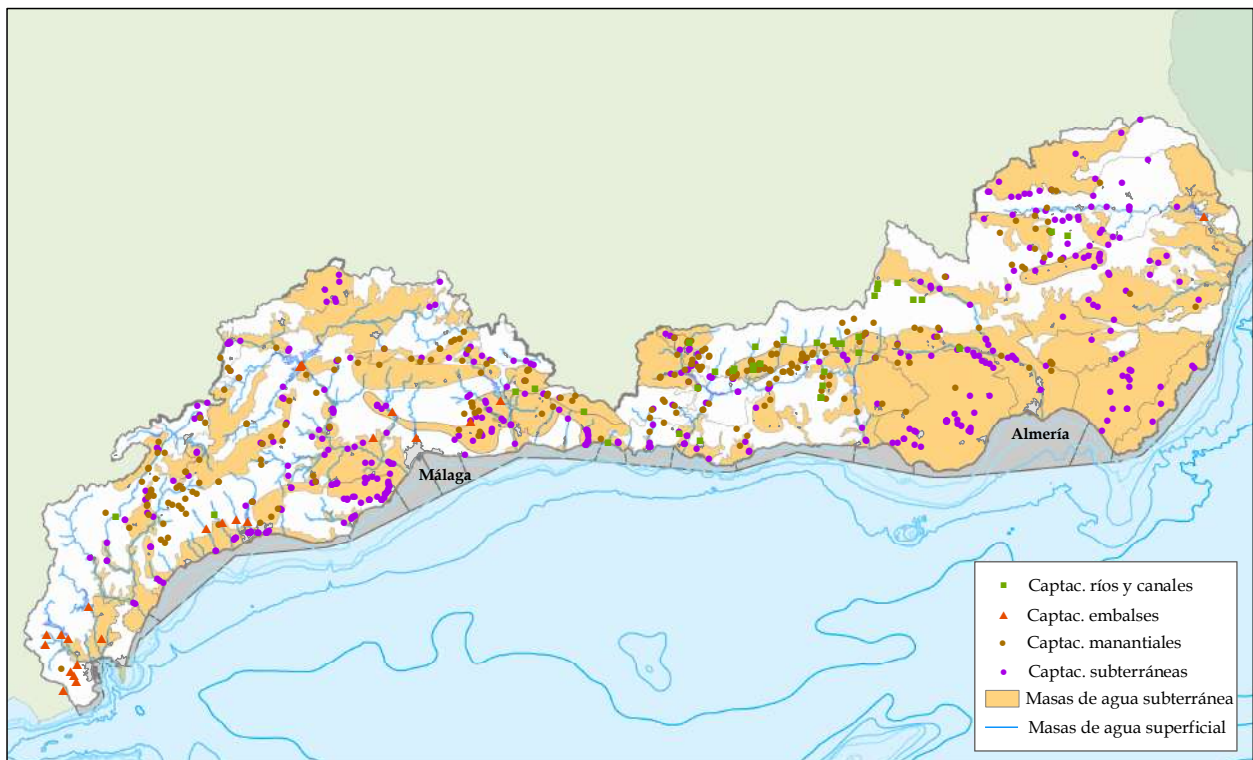 Almería
Málaga
Captac. ríos y canales
Captac. embalses
Captac. manantiales
Captac. subterráneas
Masas de agua subterránea
Masas de agua superficial